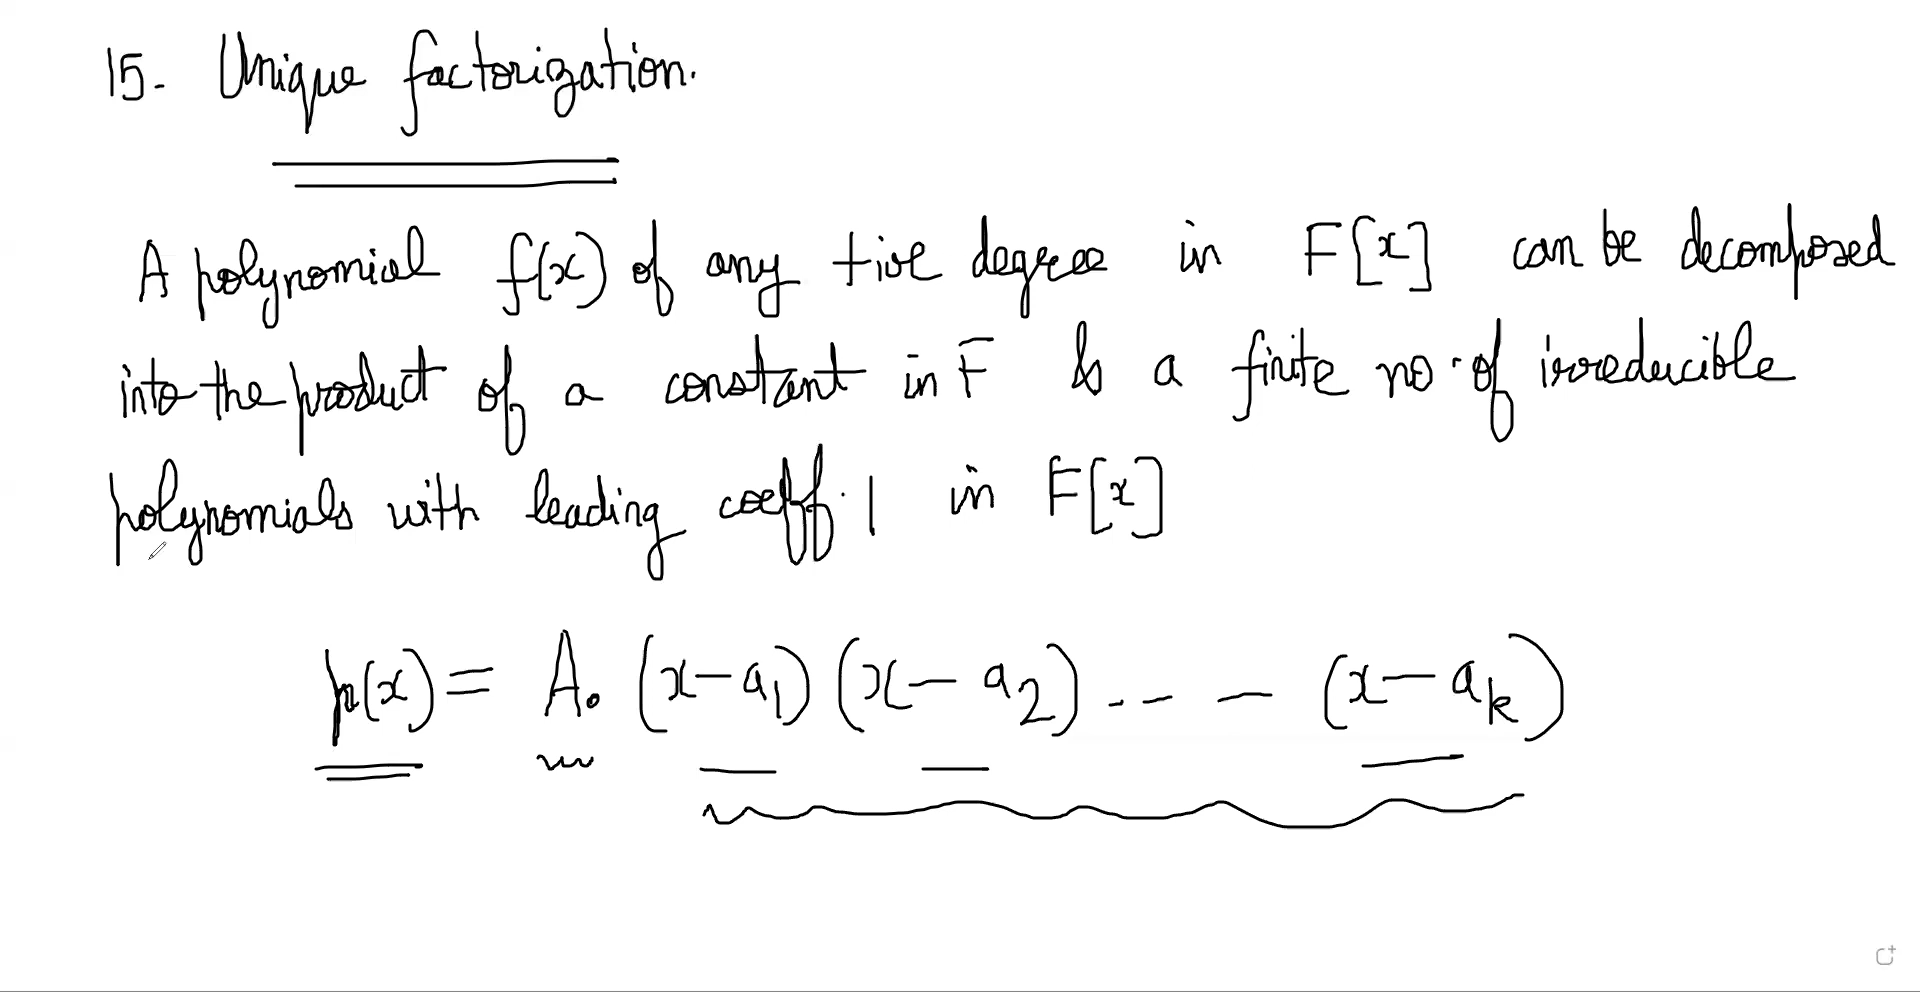 15. Unique factorization.
A polynomial f(x) of any +ive degree in F[x] can be decomposed
into the product of a constant in F & a finite no. of irreducible
polynomials with leading coeff. 1 in F[x]
p(x) = A. (x-a₁) (x-a₂) ... - (x-aₖ)